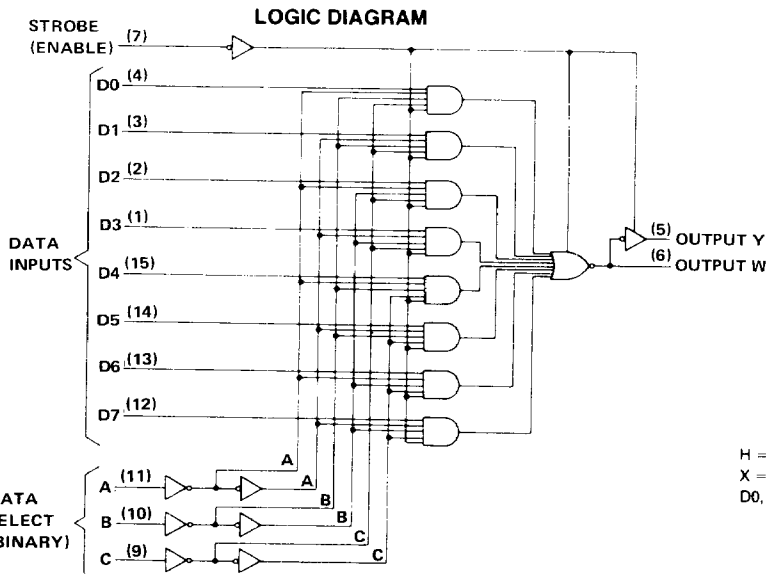 LOGIC DIAGRAM
STROBE
(ENABLE) (7)
D0 (4)
D1 (3)
D2 (2)
D3 (1)
DATA
INPUTS
D4 (15)
D5 (14)
D6 (13)
D7 (12)
(5) OUTPUT Y
(6) OUTPUT W
H =
X =
D0,
A
A (11)
A
B
B (10)
B
C
C (9)
C
ATA
ELECT
BINARY)